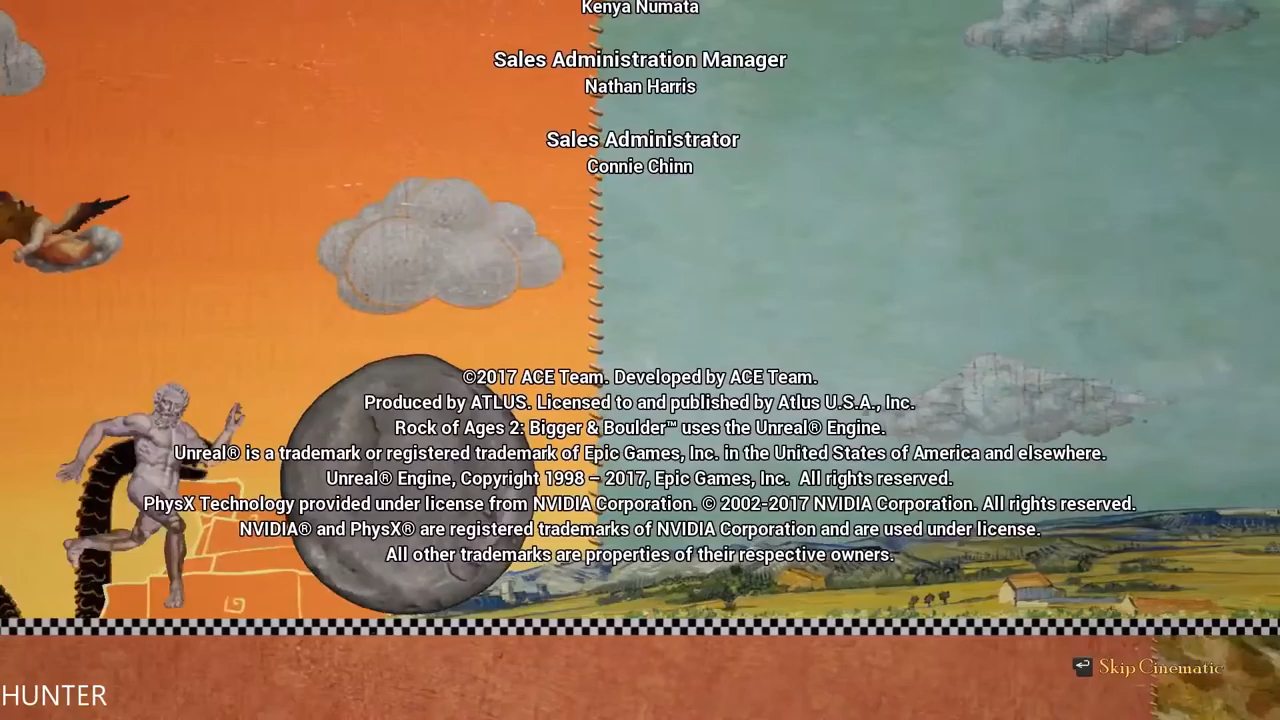 Kenya Numata
Sales Administration Manager
Nathan Harris
Sales Administrator
Connie Chinn
©2017 ACE Team. Developed by ACE Team.
Produced by ATLUS. Licensed to and published by Atlus U.S.A., Inc.
Rock of Ages 2: Bigger & Boulder™ uses the Unreal® Engine.
Unreal® is a trademark or registered trademark of Epic Games, Inc. in the United States of America and elsewhere.
Unreal® Engine, Copyright 1998 – 2017, Epic Games, Inc. All rights reserved.
PhysX Technology provided under license from NVIDIA Corporation. © 2002-2017 NVIDIA Corporation. All rights reserved.
NVIDIA® and PhysX® are registered trademarks of NVIDIA Corporation and are used under license.
All other trademarks are properties of their respective owners.
Skip Cinematic
HUNTER